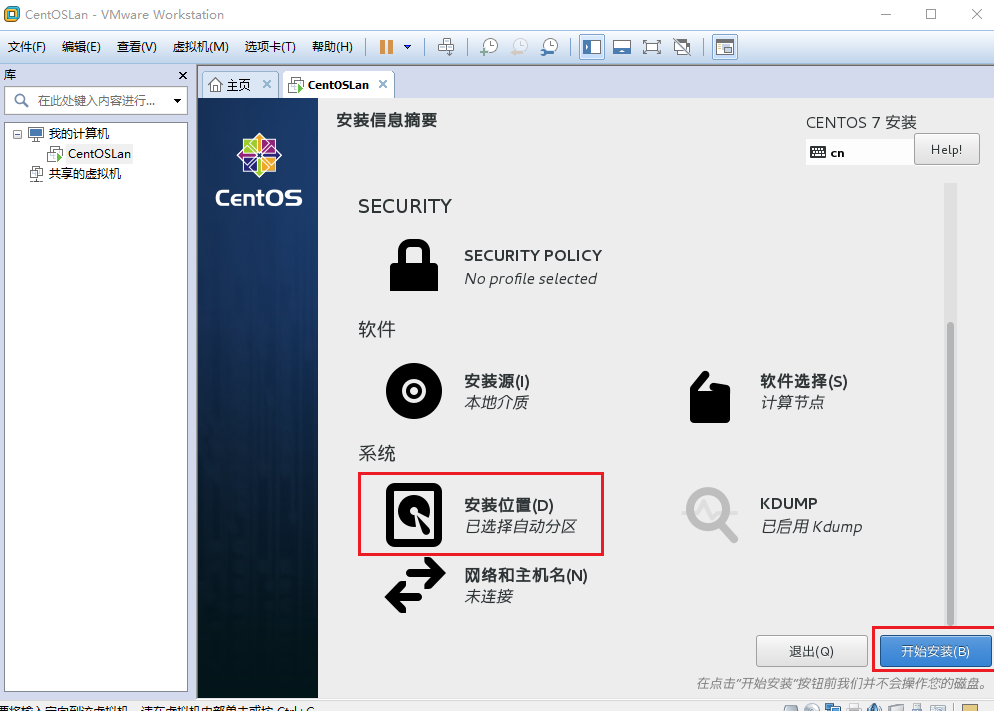 CentOSLan - VMware Workstation
文件(F) 编辑(E) 查看(V) 虚拟机(M) 选项卡(T) 帮助(H)
库
主页
CentOSLan
在此处键入内容进行...
我的计算机
CentOSLan
共享的虚拟机
CentOS
安装信息摘要
CENTOS 7 安装
cn
Help!
SECURITY
SECURITY POLICY
No profile selected
软件
安装源(I)
本地介质
软件选择(S)
计算节点
系统
安装位置(D)
已选择自动分区
KDUMP
已启用 Kdump
网络和主机名(N)
未连接
退出(Q)
开始安装(B)
在点击"开始安装"按钮前我们并不会操作您的磁盘。